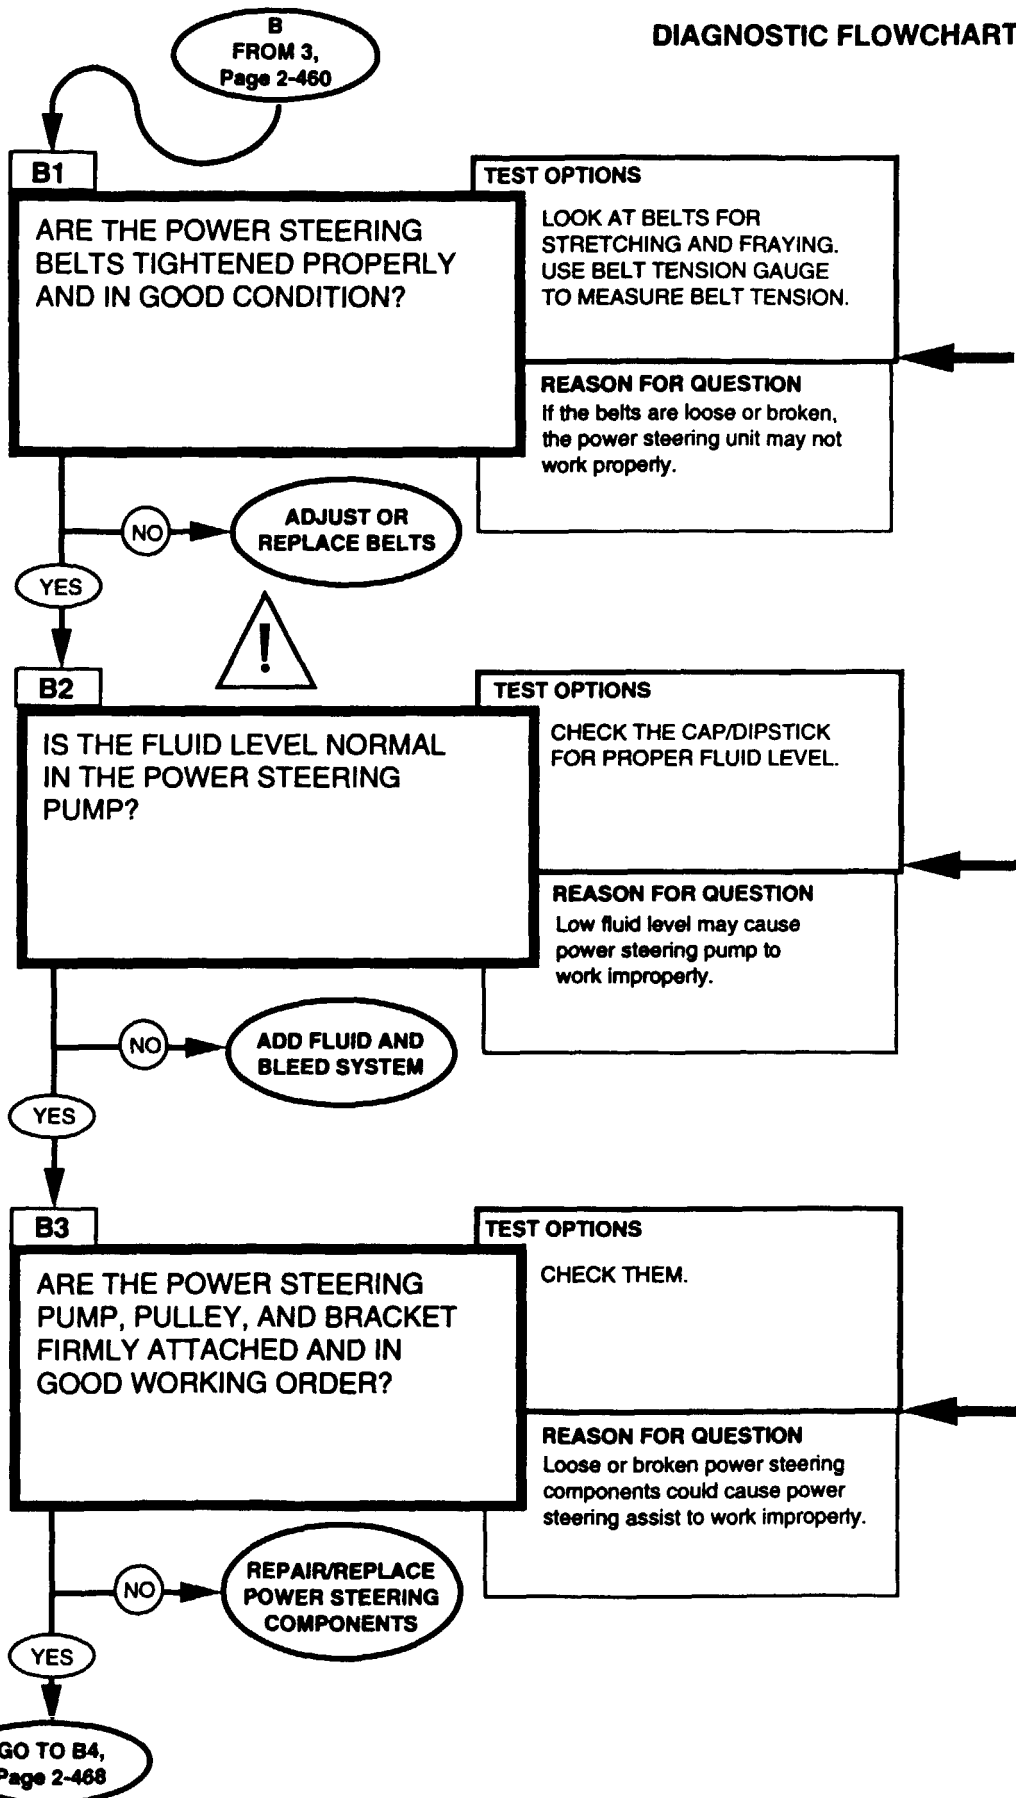 DIAGNOSTIC FLOWCHART
B
FROM 3,
Page 2-460
B1
ARE THE POWER STEERING
BELTS TIGHTENED PROPERLY
AND IN GOOD CONDITION?
TEST OPTIONS
LOOK AT BELTS FOR
STRETCHING AND FRAYING.
USE BELT TENSION GAUGE
TO MEASURE BELT TENSION.
REASON FOR QUESTION
If the belts are loose or broken,
the power steering unit may not
work properly.
NO
ADJUST OR
REPLACE BELTS
YES
!
B2
IS THE FLUID LEVEL NORMAL
IN THE POWER STEERING
PUMP?
TEST OPTIONS
CHECK THE CAP/DIPSTICK
FOR PROPER FLUID LEVEL.
REASON FOR QUESTION
Low fluid level may cause
power steering pump to
work improperly.
NO
ADD FLUID AND
BLEED SYSTEM
YES
B3
ARE THE POWER STEERING
PUMP, PULLEY, AND BRACKET
FIRMLY ATTACHED AND IN
GOOD WORKING ORDER?
TEST OPTIONS
CHECK THEM.
REASON FOR QUESTION
Loose or broken power steering
components could cause power
steering assist to work improperly.
NO
REPAIR/REPLACE
POWER STEERING
COMPONENTS
YES
GO TO B4,
Page 2-468